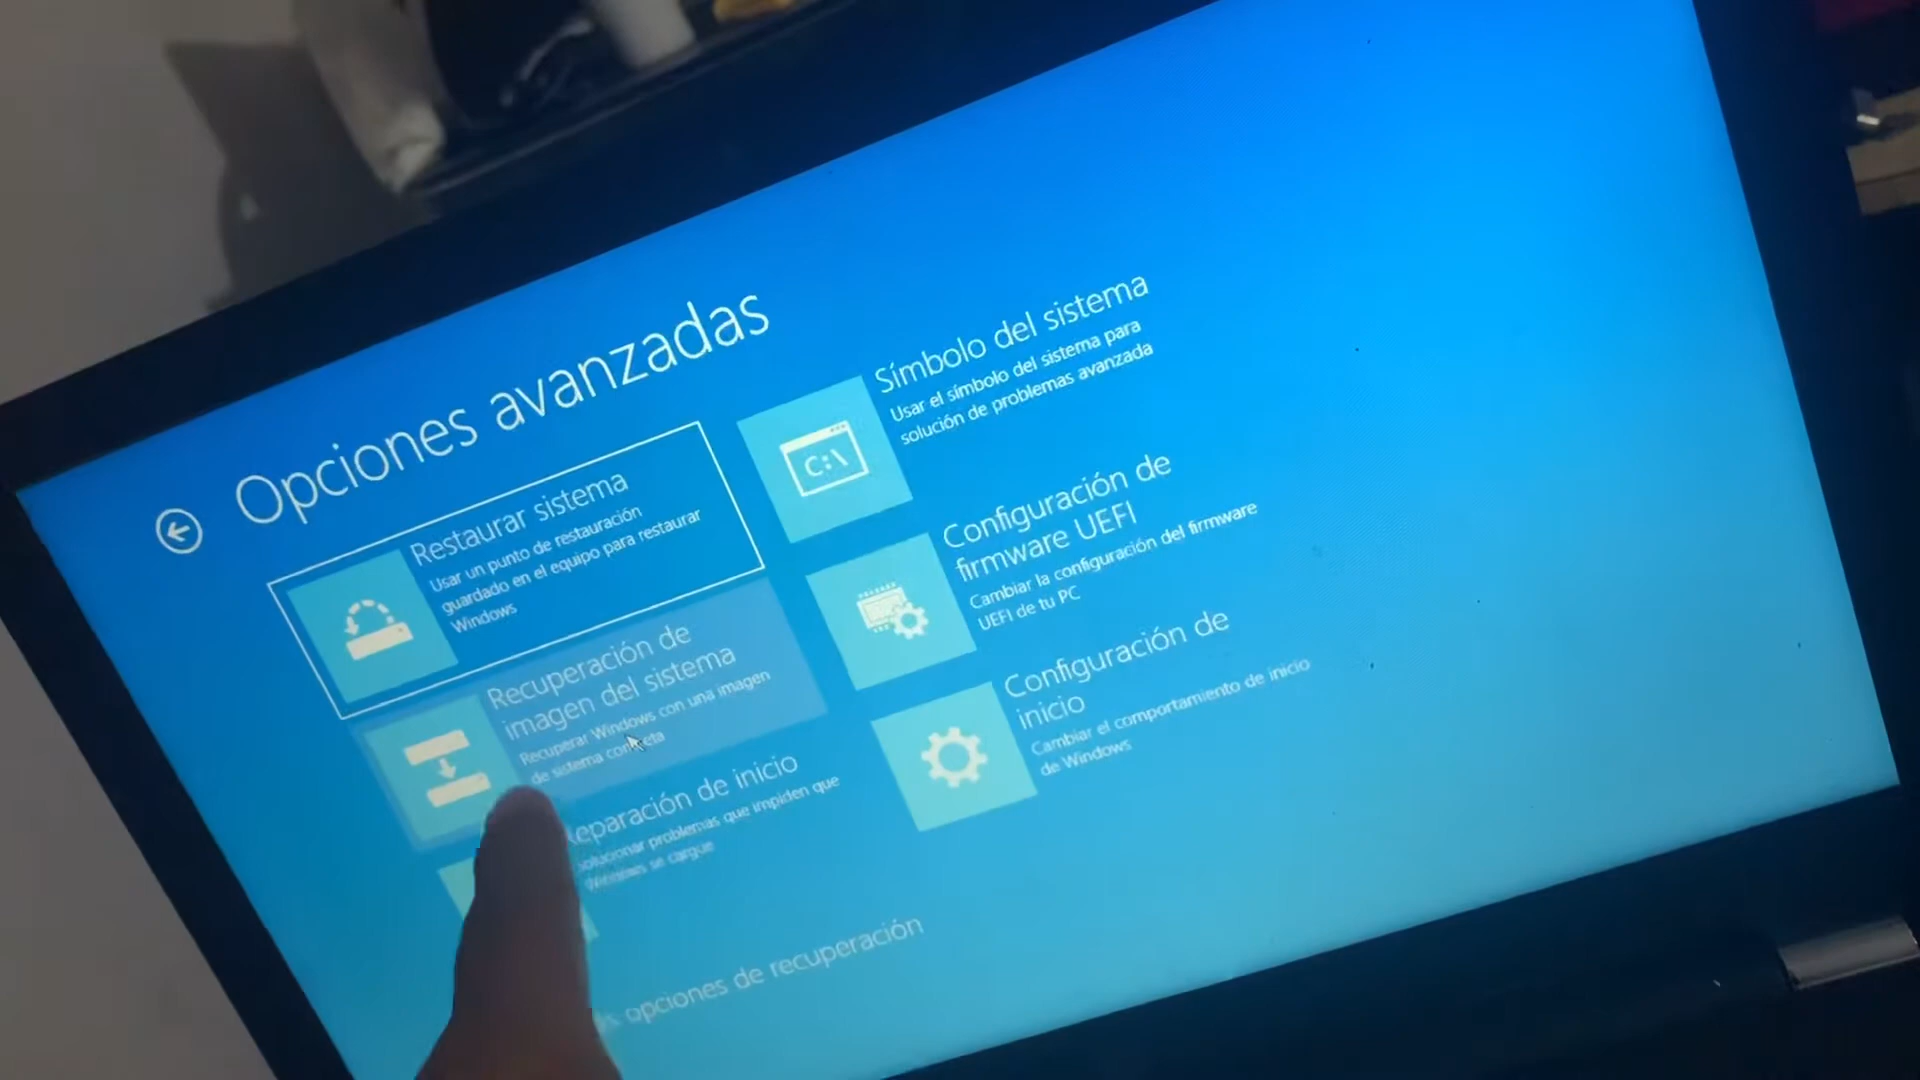 Opciones avanzadas
Restaurar sistema
Usar un punto de restauración
guardado en el equipo para restaurar
Windows
Recuperación de
imagen del sistema
Recuperar Windows con una imagen
de sistema concreta
eparación de inicio
Solucionar problemas que impiden que
Windows se cargue
Símbolo del sistema
Usar el símbolo del sistema para
solución de problemas avanzada
C:\
Configuración de
firmware UEFI
Cambiar la configuración del firmware
UEFI de tu PC
Configuración de
inicio
Cambiar el comportamiento de inicio
de Windows
opciones de recuperación